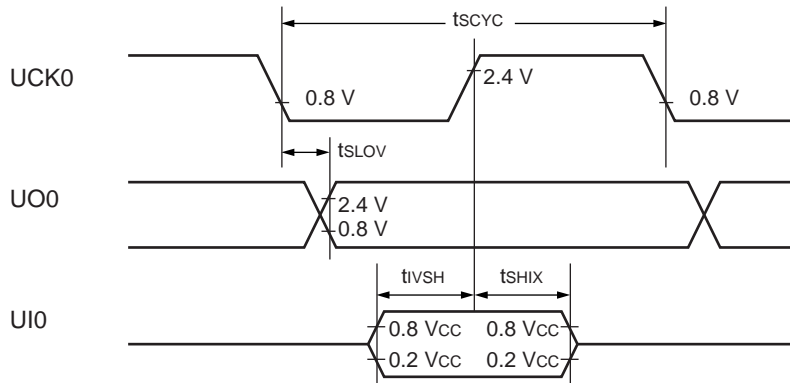 tSCYC
UCK0
2.4 V
0.8 V
0.8 V
tSLOV
UO0
2.4 V
0.8 V
tIVSH
tSHIX
UI0
0.8 VCC
0.8 VCC
0.2 VCC
0.2 VCC